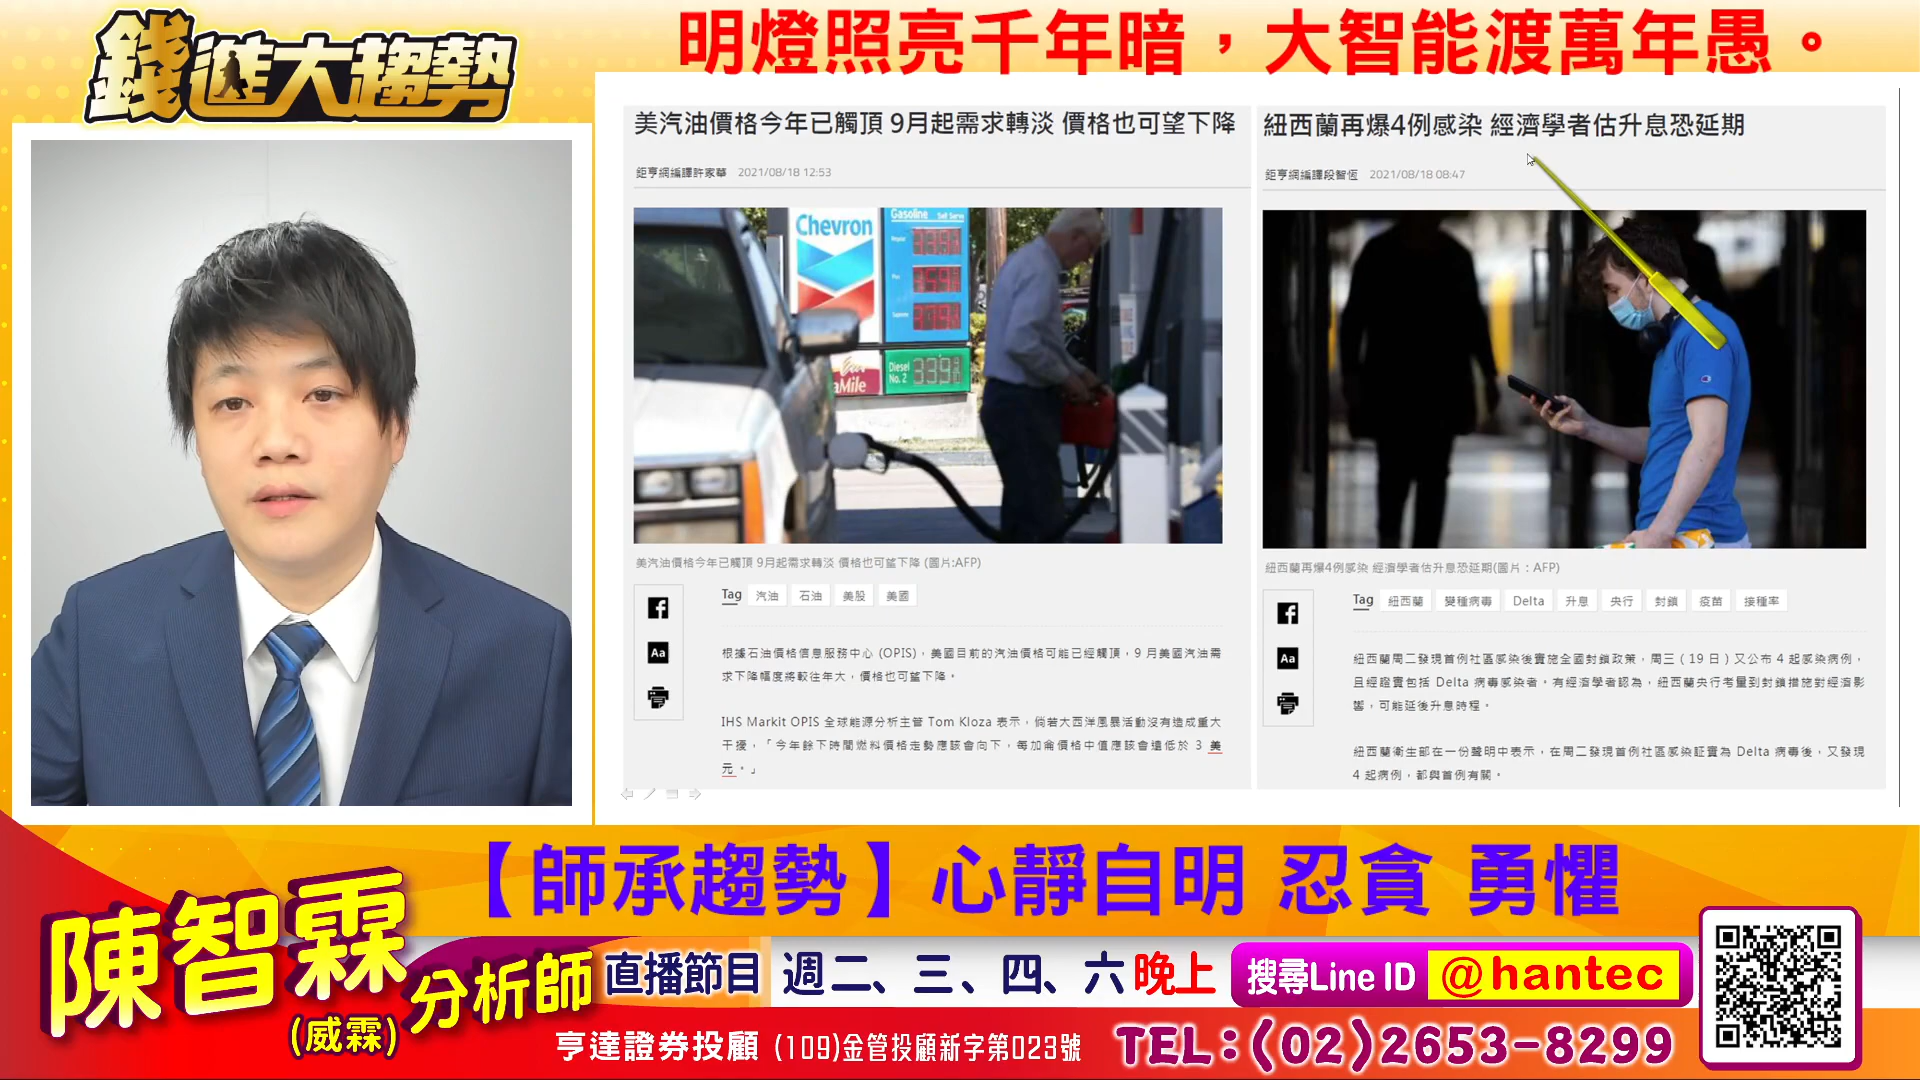 錢進大趨勢
明燈照亮千年暗，大智能渡萬年愚。
美汽油價格今年已觸頂 9月起需求轉淡 價格也可望下降
鉅亨網編譯許家華 2021/08/18 12:53
Chevron
Gasoline Self Serve
Diesel No. 2
美汽油價格今年已觸頂 9月起需求轉淡 價格也可望下降 (圖片:AFP)
Aa
Tag 汽油 石油 美股 美國
根據石油價格信息服務中心 (OPIS)，美國目前的汽油價格可能已經觸頂，9 月美國汽油需
求下降幅度將較往年大，價格也可望下降。
IHS Markit OPIS 全球能源分析主管 Tom Kloza 表示，倘若大西洋風暴活動沒有造成重大
干擾，「今年餘下時間燃料價格走勢應該會向下，每加侖價格中值應該會遠低於 3 美
元。」
紐西蘭再爆4例感染 經濟學者估升息恐延期
鉅亨網編譯段智恆 2021/08/18 08:47
紐西蘭再爆4例感染 經濟學者估升息恐延期(圖片：AFP)
Aa
Tag 紐西蘭 變種病毒 Delta 升息 央行 封鎖 疫苗 接種率
紐西蘭周二發現首例社區感染後實施全國封鎖政策，周三 ( 19 日 ) 又公布 4 起感染病例，
且經證實包括 Delta 病毒感染者。有經濟學者認為，紐西蘭央行考量到封鎖措施對經濟影
響，可能延後升息時程。
紐西蘭衛生部在一份聲明中表示，在周二發現首例社區感染証實為 Delta 病毒後，又發現
4 起病例，都與首例有關。
【師承趨勢】心靜自明 忍貪 勇懼
陳智霖 分析師
(威霖)
直播節目 週二、三、四、六 晚上
搜尋Line ID @hantec
亨達證券投顧 (109)金管投顧新字第023號
TEL:(02)2653-8299